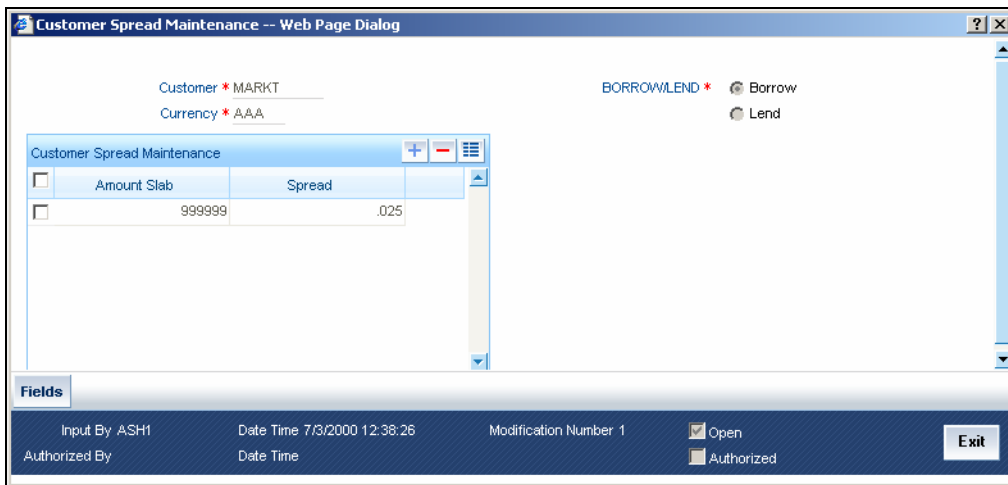 Customer Spread Maintenance -- Web Page Dialog
Customer * MARKT
BORROW/LEND * Borrow
Currency * AAA
Lend
Customer Spread Maintenance
Amount Slab Spread
999999 .025
Fields
Input By ASH1 Date Time 7/3/2000 12:38:26 Modification Number 1 Open
Authorized By Date Time Authorized
Exit